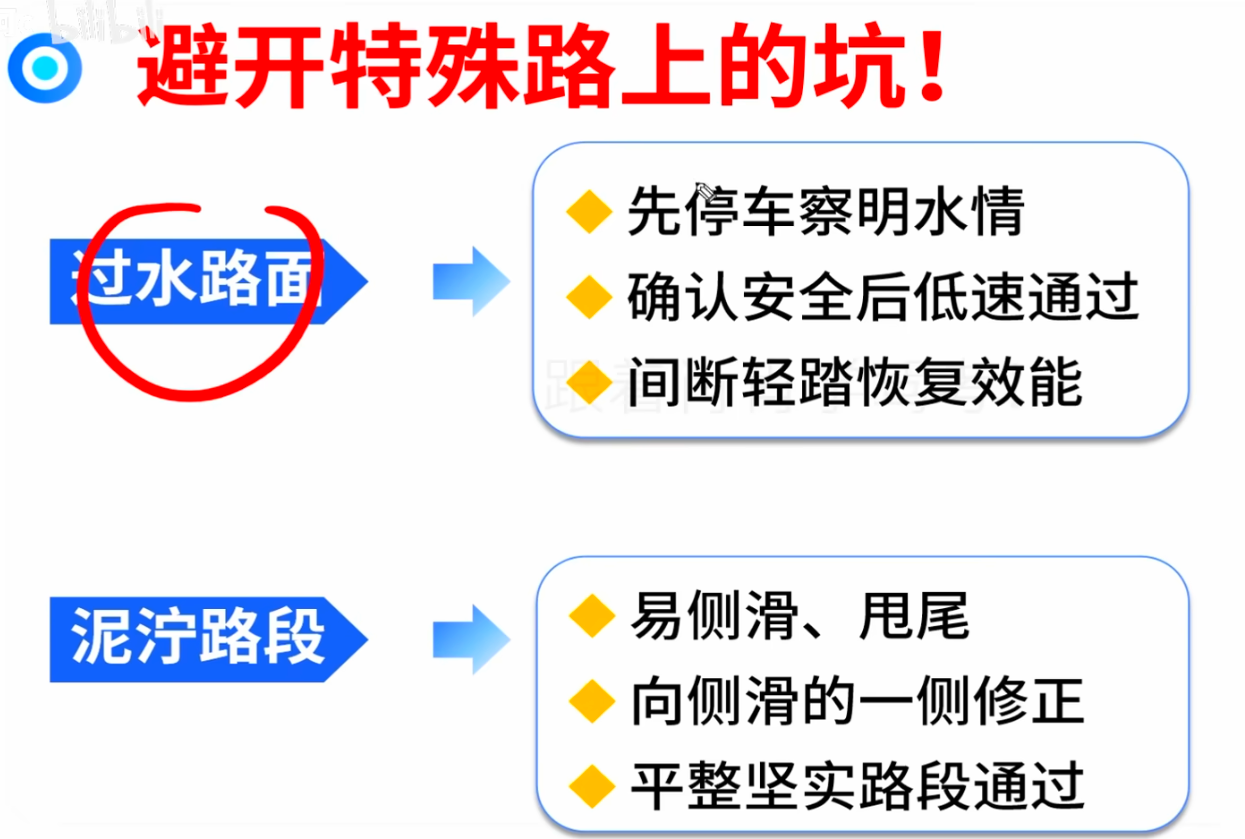 bilibili
避开特殊路上的坑！
过水路面
先停车察明水情
确认安全后低速通过
间断轻踏恢复效能
泥泞路段
易侧滑、甩尾
向侧滑的一侧修正
平整坚实路段通过